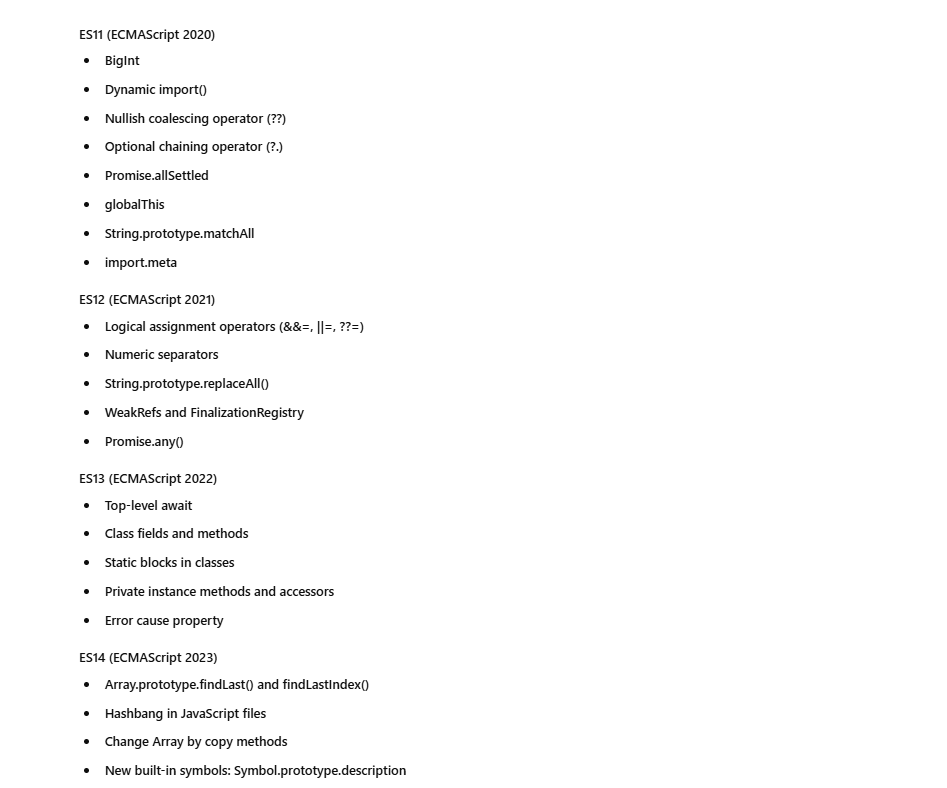 ES11 (ECMAScript 2020)
• BigInt
• Dynamic import()
• Nullish coalescing operator (??)
• Optional chaining operator (?.)
• Promise.allSettled
• globalThis
• String.prototype.matchAll
• import.meta
ES12 (ECMAScript 2021)
• Logical assignment operators (&&=, ||=, ??=)
• Numeric separators
• String.prototype.replaceAll()
• WeakRefs and FinalizationRegistry
• Promise.any()
ES13 (ECMAScript 2022)
• Top-level await
• Class fields and methods
• Static blocks in classes
• Private instance methods and accessors
• Error cause property
ES14 (ECMAScript 2023)
• Array.prototype.findLast() and findLastIndex()
• Hashbang in JavaScript files
• Change Array by copy methods
• New built-in symbols: Symbol.prototype.description